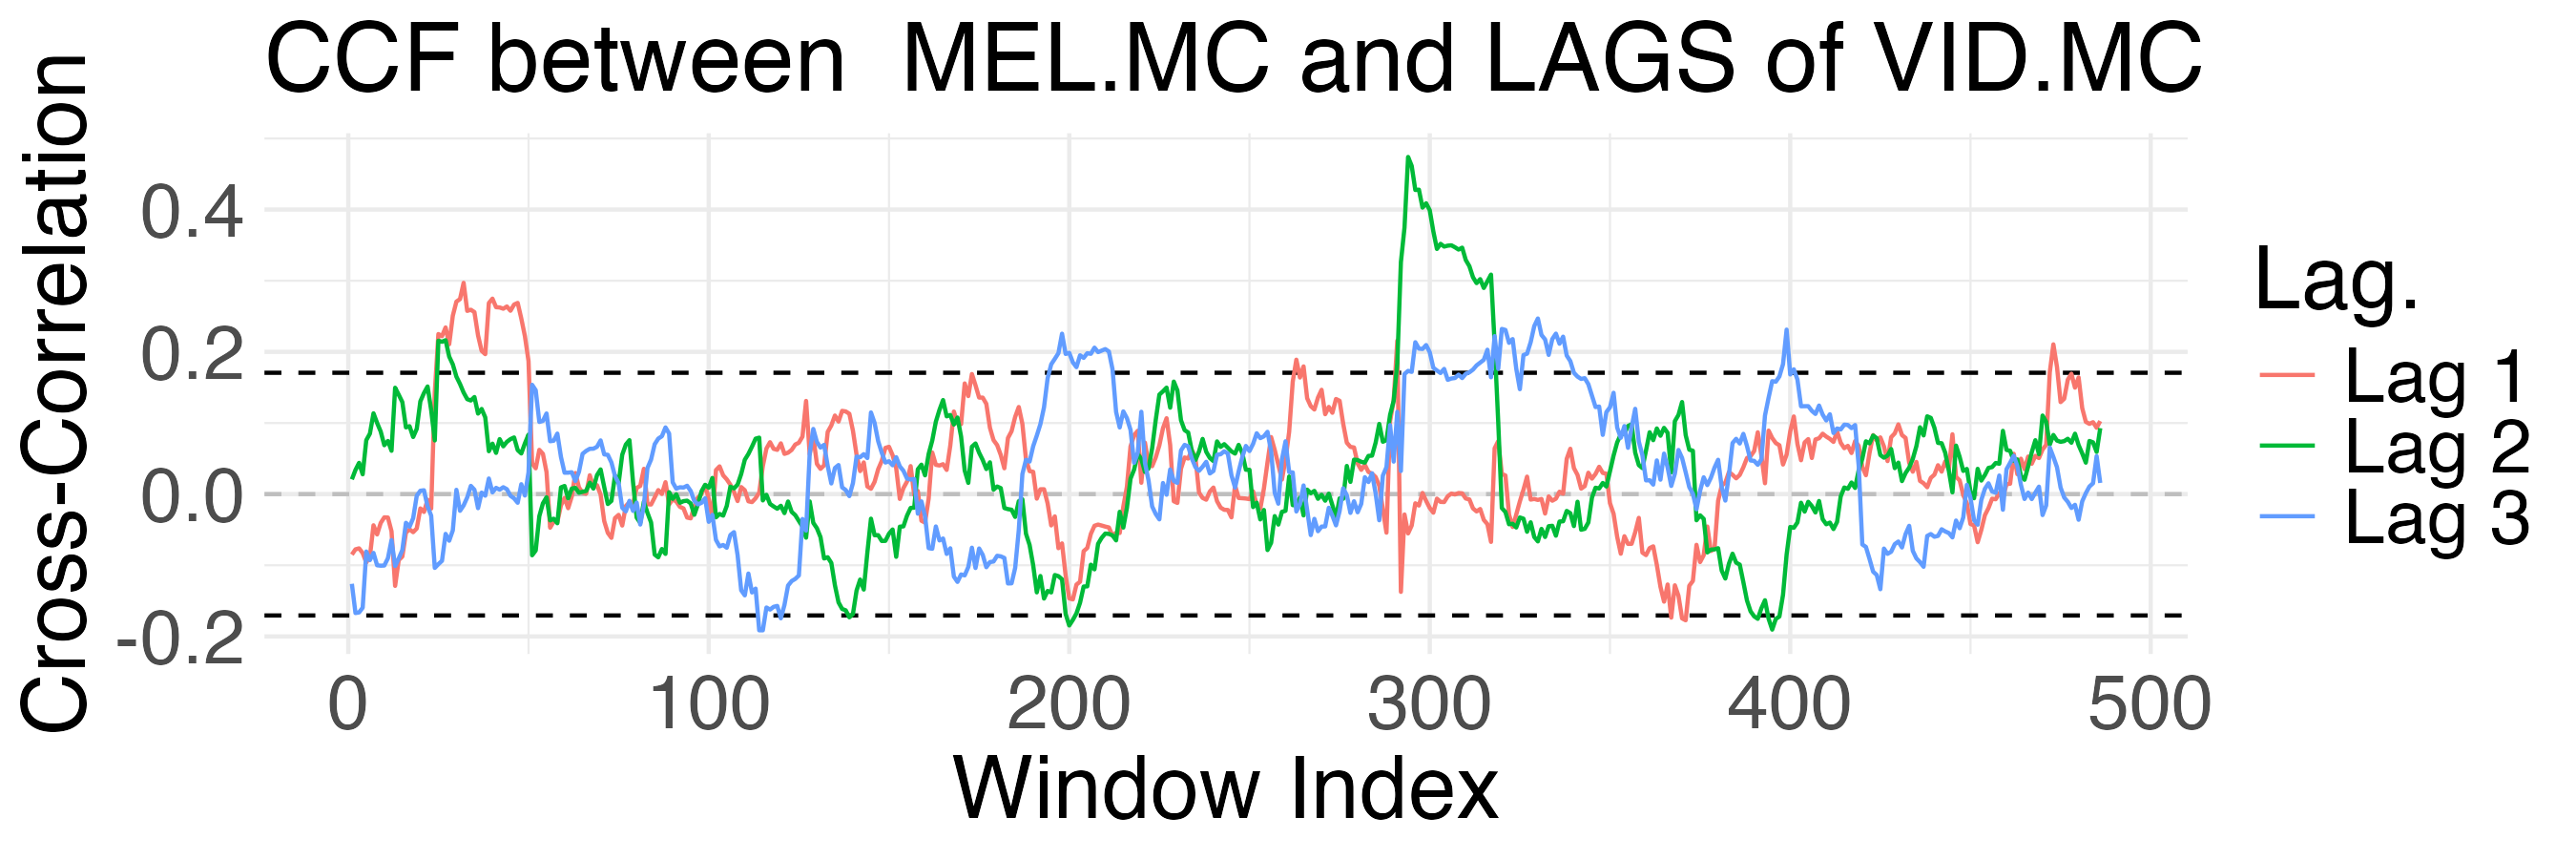 CCF between  MEL.MC and LAGS of VID.MC
Cross-Correlation
0.4
0.2
0.0
-0.2
0 100 200 300 400 500
Window Index
Lag.
Lag 1
Lag 2
Lag 3